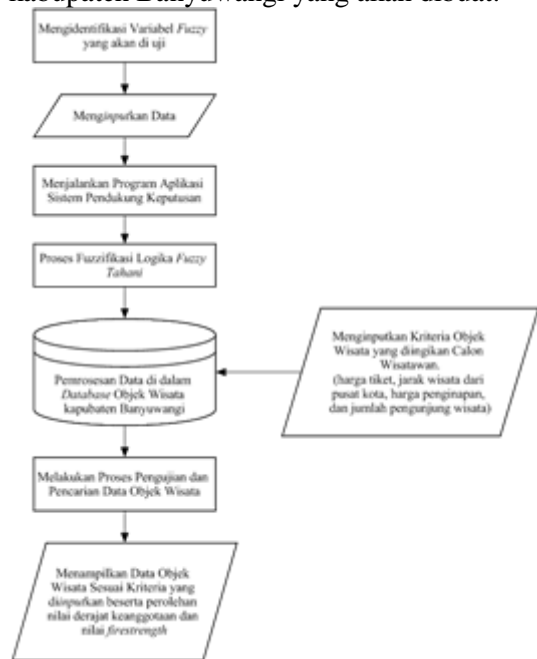 kabupaten Banyuwangi yang akan dibuat.
Mengidentifikasi Variabel Fuzzy
yang akan di uji
Menginputkan Data
Menjalankan Program Aplikasi
Sistem Pendukung Keputusan
Proses Fuzzifikasi Logika Fuzzy
Tahani
Pemrosesan Data di dalam
Database Objek Wisata
kapubaten Banyuwangi
Menginputkan Kriteria Objek
Wisata yang diingikan Calon
Wisatawan.
(harga tiket, jarak wisata dari
pusat kota, harga penginapan,
dan jumlah pengunjung wisata)
Melakukan Proses Pengujian dan
Pencarian Data Objek Wisata
Menampilkan Data Objek
Wisata Sesuai Kriteria yang
diinputkan beserta perolehan
nilai derajat keanggotaan dan
nilai firestrength